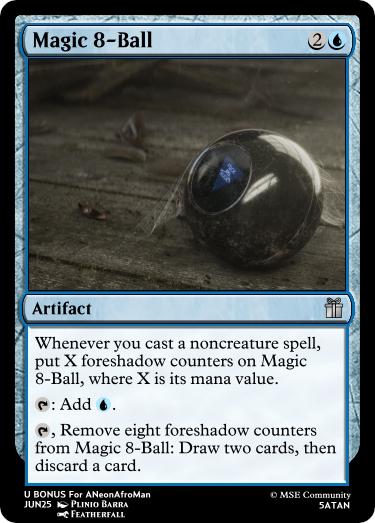 Magic 8-Ball 2
Artifact
Whenever you cast a noncreature spell,
put X foreshadow counters on Magic
8-Ball, where X is its mana value.
: Add .
, Remove eight foreshadow counters
from Magic 8-Ball: Draw two cards, then
discard a card.
U BONUS For ANeonAfroMan © MSE Community
JUN25 Plinio Barra 5ATAN
Featherfall